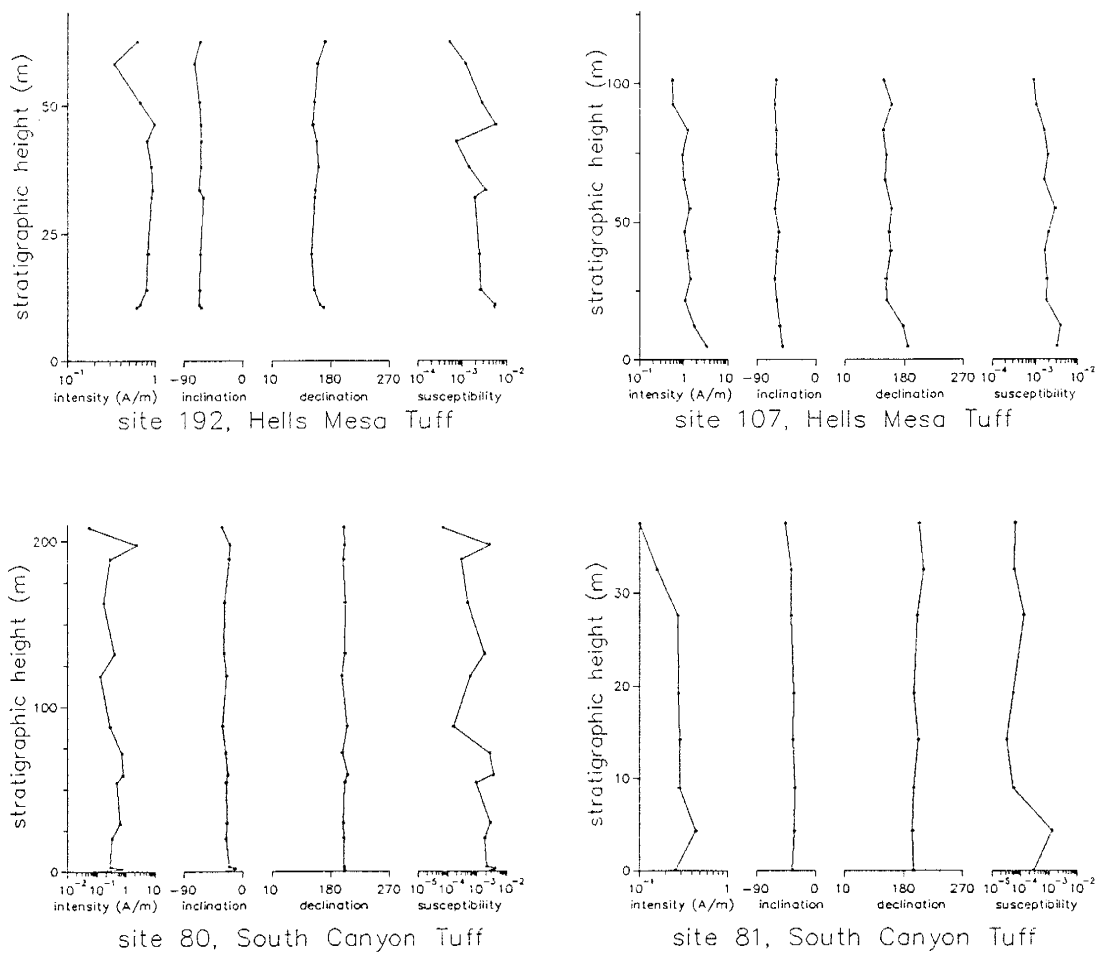 stratigraphic height (m)
50
25
0
10⁻¹ 1
intensity (A/m)
-90 0
inclination
10 180 270
declination
10⁻⁴ 10⁻³ 10⁻²
susceptibility
site 192, Hells Mesa Tuff
stratigraphic height (m)
100
50
0
10⁻¹ 1 10
intensity (A/m)
-90 0
inclination
10 180 270
declination
10⁻⁴ 10⁻³ 10⁻²
susceptibility
site 107, Hells Mesa Tuff
stratigraphic height (m)
200
100
0
10⁻² 10⁻¹ 1 10
intensity (A/m)
-90 0
inclination
10 180 270
declination
10⁻⁵ 10⁻⁴ 10⁻³ 10⁻²
susceptibility
site 80, South Canyon Tuff
stratigraphic height (m)
30
20
10
0
10⁻¹ 1
intensity (A/m)
-90 0
inclination
10 180 270
declination
10⁻⁵ 10⁻⁴ 10⁻³ 10⁻²
susceptibility
site 81, South Canyon Tuff